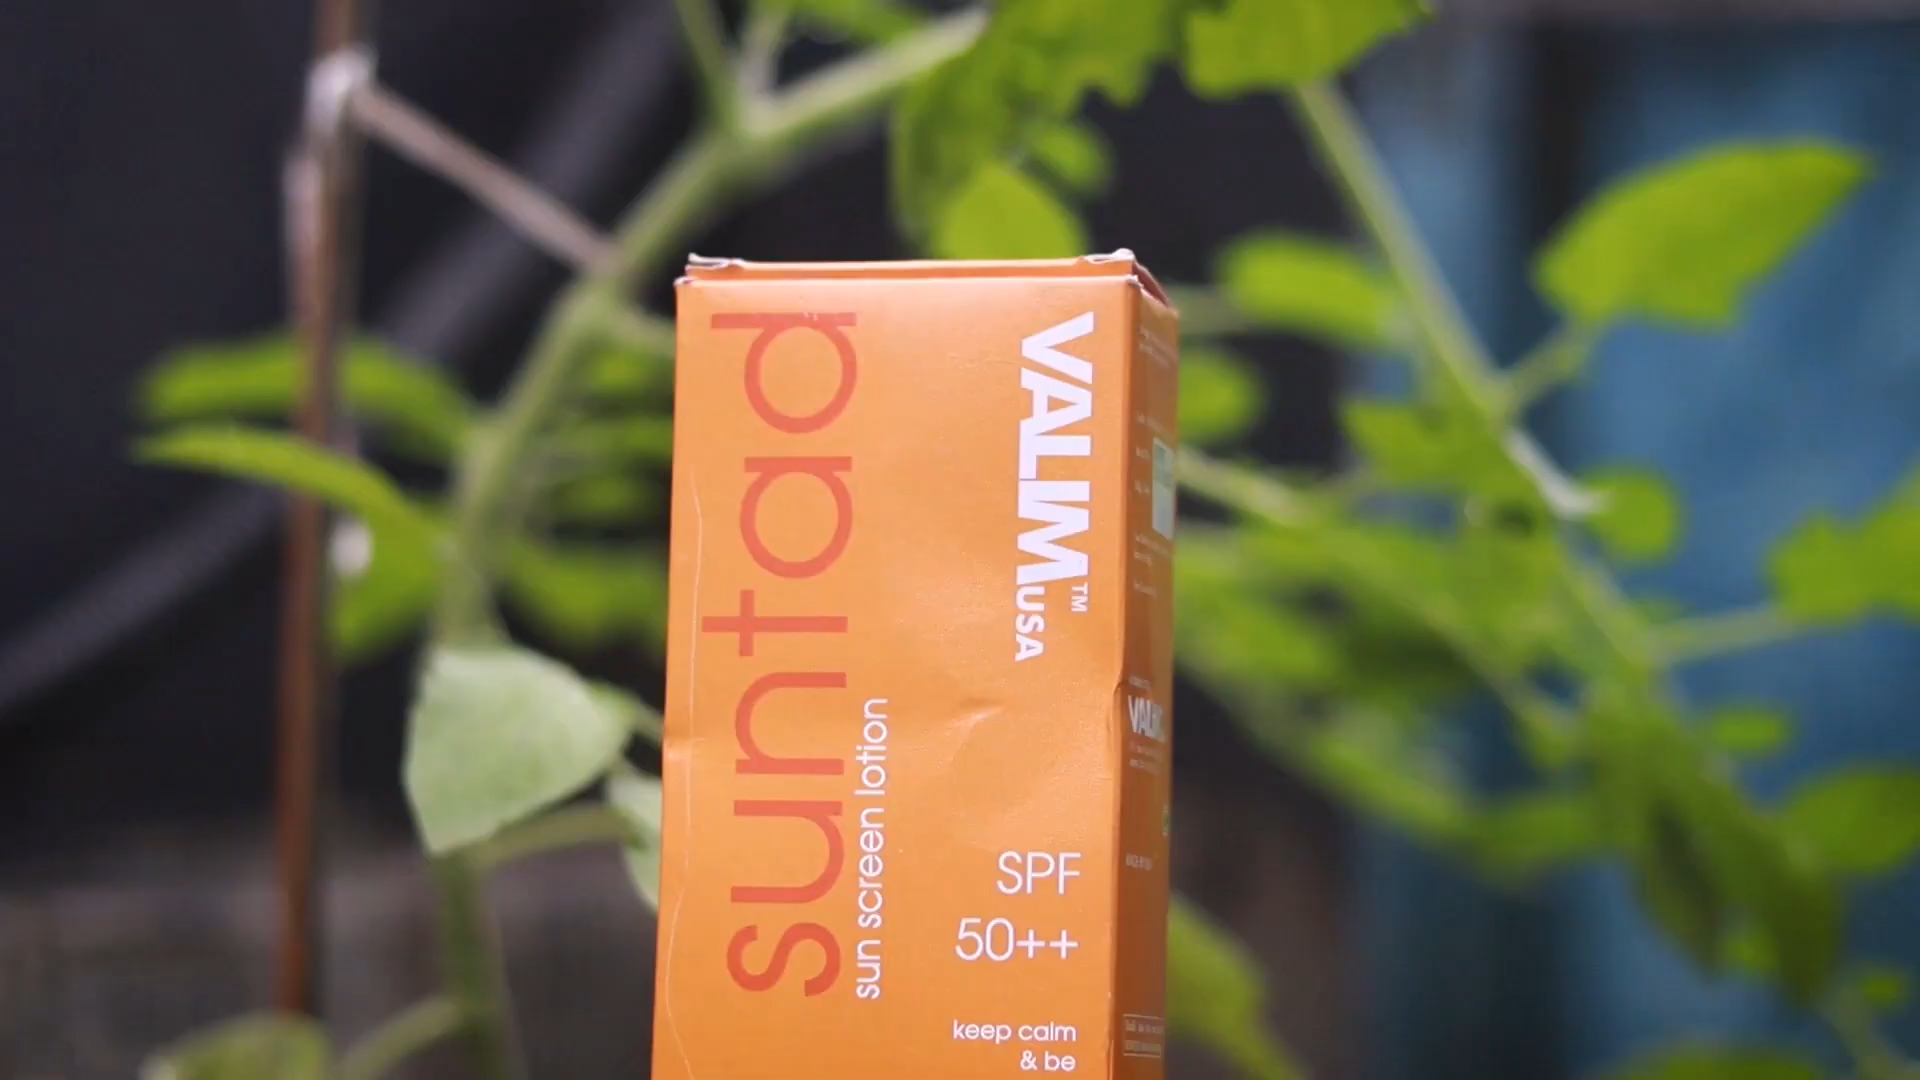 suntad
sun screen lotion
VALIM™
USA
SPF
50++
keep calm
& be